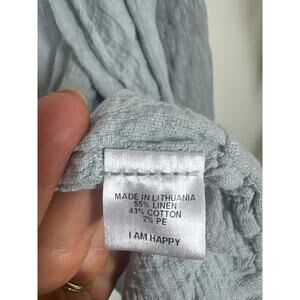 MADE IN LITHUANIA
55% LINEN
43% COTTON
2% PE
I AM HAPPY